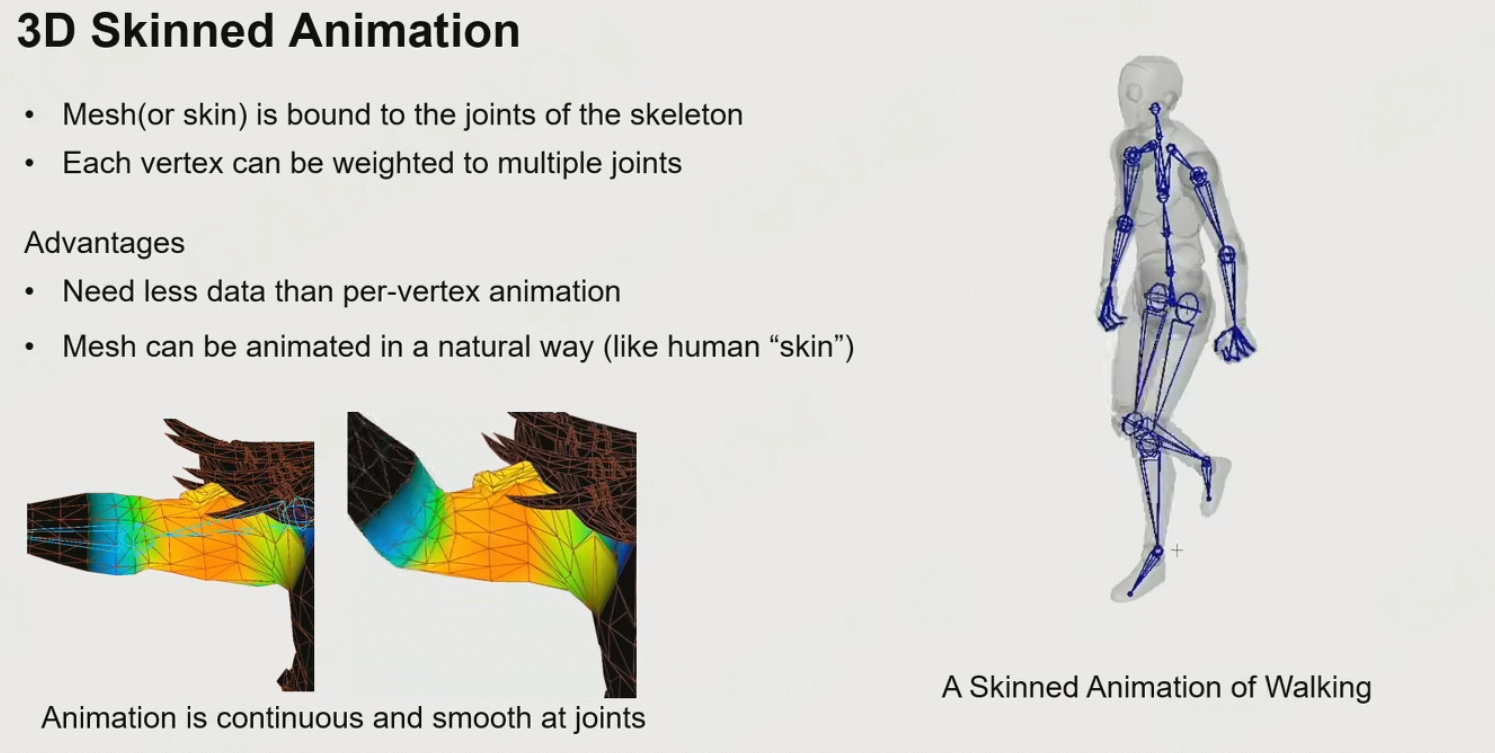 3D Skinned Animation
• Mesh(or skin) is bound to the joints of the skeleton
• Each vertex can be weighted to multiple joints
Advantages
• Need less data than per-vertex animation
• Mesh can be animated in a natural way (like human “skin”)
Animation is continuous and smooth at joints
A Skinned Animation of Walking